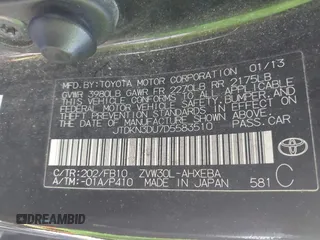 MFD. BY: TOYOTA MOTOR CORPORATION 01/13
GVWR 3980LB GAWR FR 2270LB RR 2175LB
THIS VEHICLE CONFORMS TO ALL APPLICABLE
FEDERAL MOTOR VEHICLE SAFETY, BUMPER, AND
THEFT PREVENTION STANDARDS IN EFFECT ON
THE DATE OF MANUFACTURE SHOWN ABOVE.
JTDKN3DU7D5583510 PASS. CAR
C/TR: 202/FB10 ZVW30L-AHXEBA
A/TM: -01A/P410 MADE IN JAPAN 581 C
TOYOTA
© OKAUTOBID